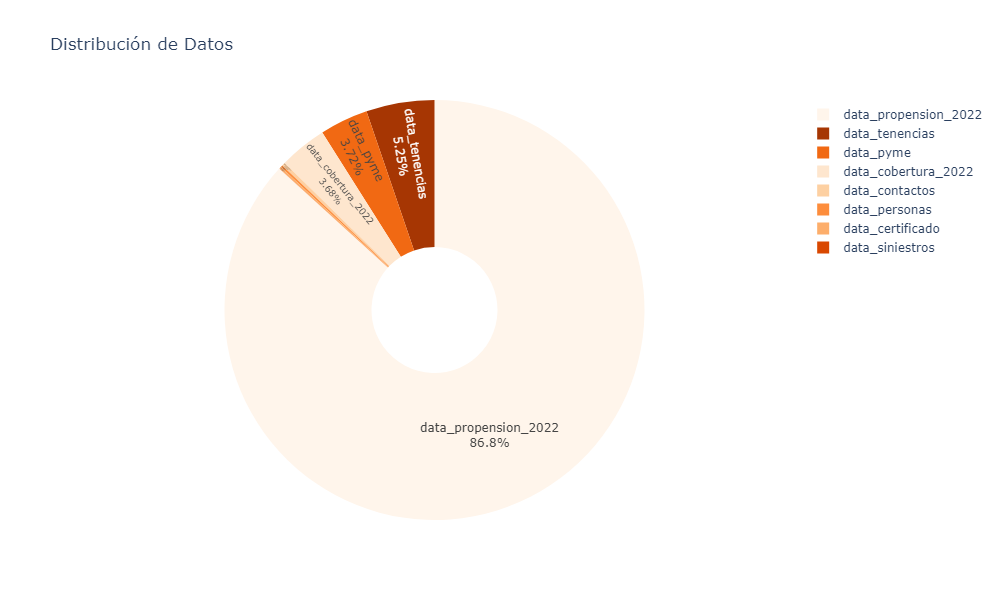 Distribución de Datos
data_propension_2022
data_tenencias
data_pyme
data_cobertura_2022
data_contactos
data_personas
data_certificado
data_siniestros
data_tenencias
5.25%
data_pyme
3.72%
data_cobertura_2022
3.68%
data_propension_2022
86.8%